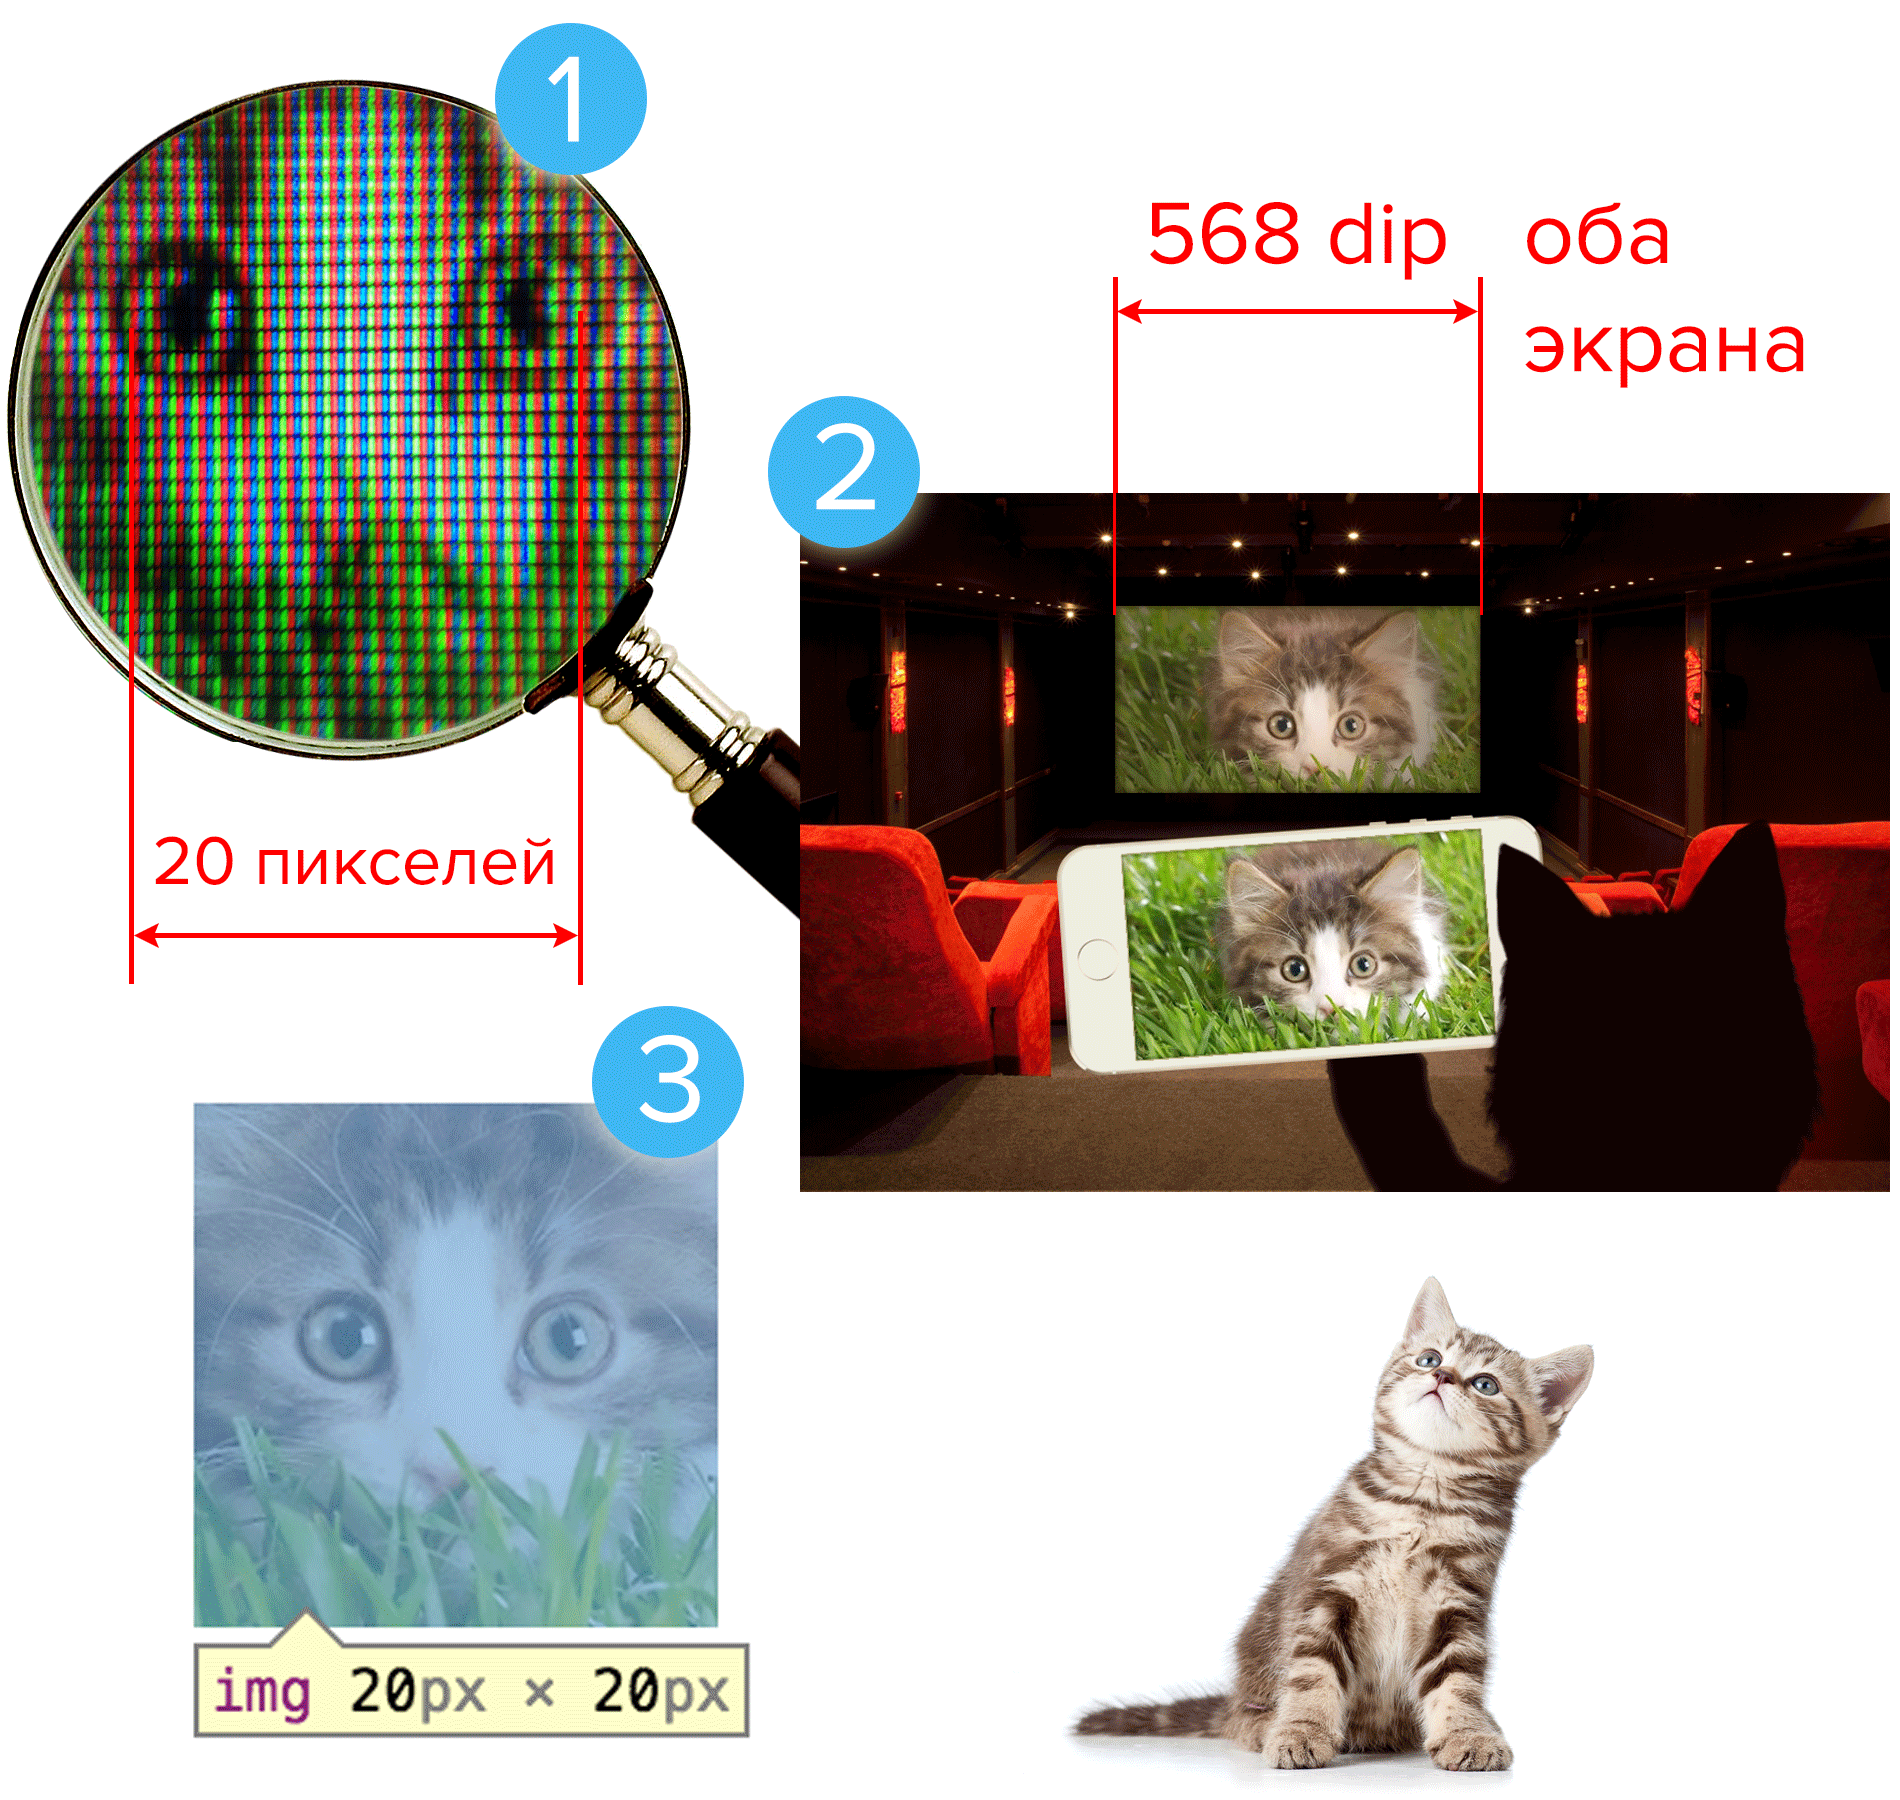 1
568 dip
оба
экрана
2
20 пикселей
3
img 20px × 20px